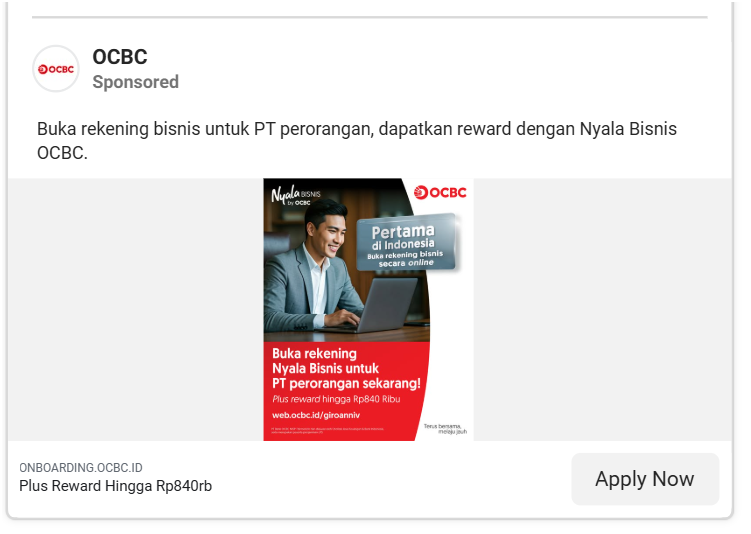 OCBC
OCBC
Sponsored
Buka rekening bisnis untuk PT perorangan, dapatkan reward dengan Nyala Bisnis
OCBC.
Nyala BISNIS
by OCBC
OCBC
Pertama
di Indonesia
Buka rekening bisnis
secara online
Buka rekening
Nyala Bisnis untuk
PT perorangan sekarang!
Plus reward hingga Rp840 Ribu
web.ocbc.id/giroanniv
Terus bersama,
melaju jauh
ONBOARDING.OCBC.ID
Plus Reward Hingga Rp840rb
Apply Now